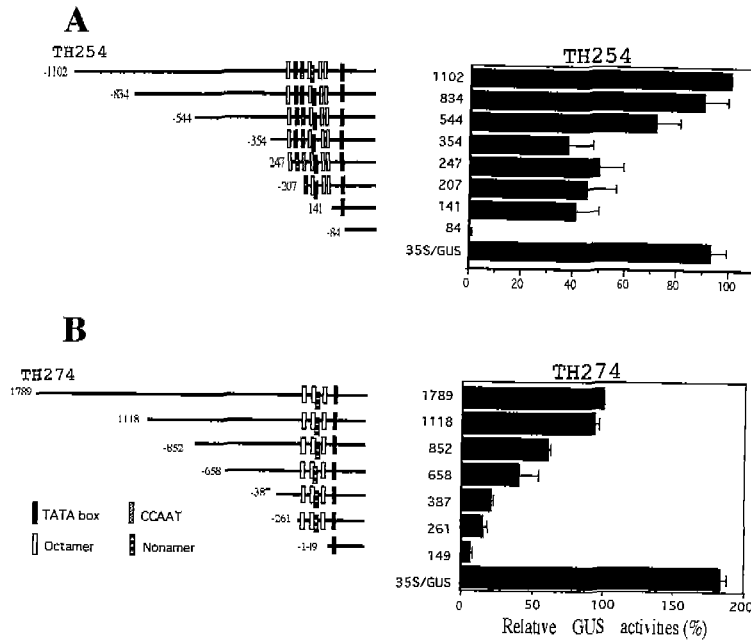 A
TH254
-1102
-834
-544
-354
247
-207
141
-84
TH254
1102
834
544
354
247
207
141
84
35S/GUS
0 20 40 60 80 100
B
TH274
1789
1118
-852
-658
-261
-149
TATA box
CCAAT
Octamer
Nonamer
TH274
1789
1118
852
658
387
261
149
35S/GUS
0 50 100 150 200
Relative GUS activities (%)